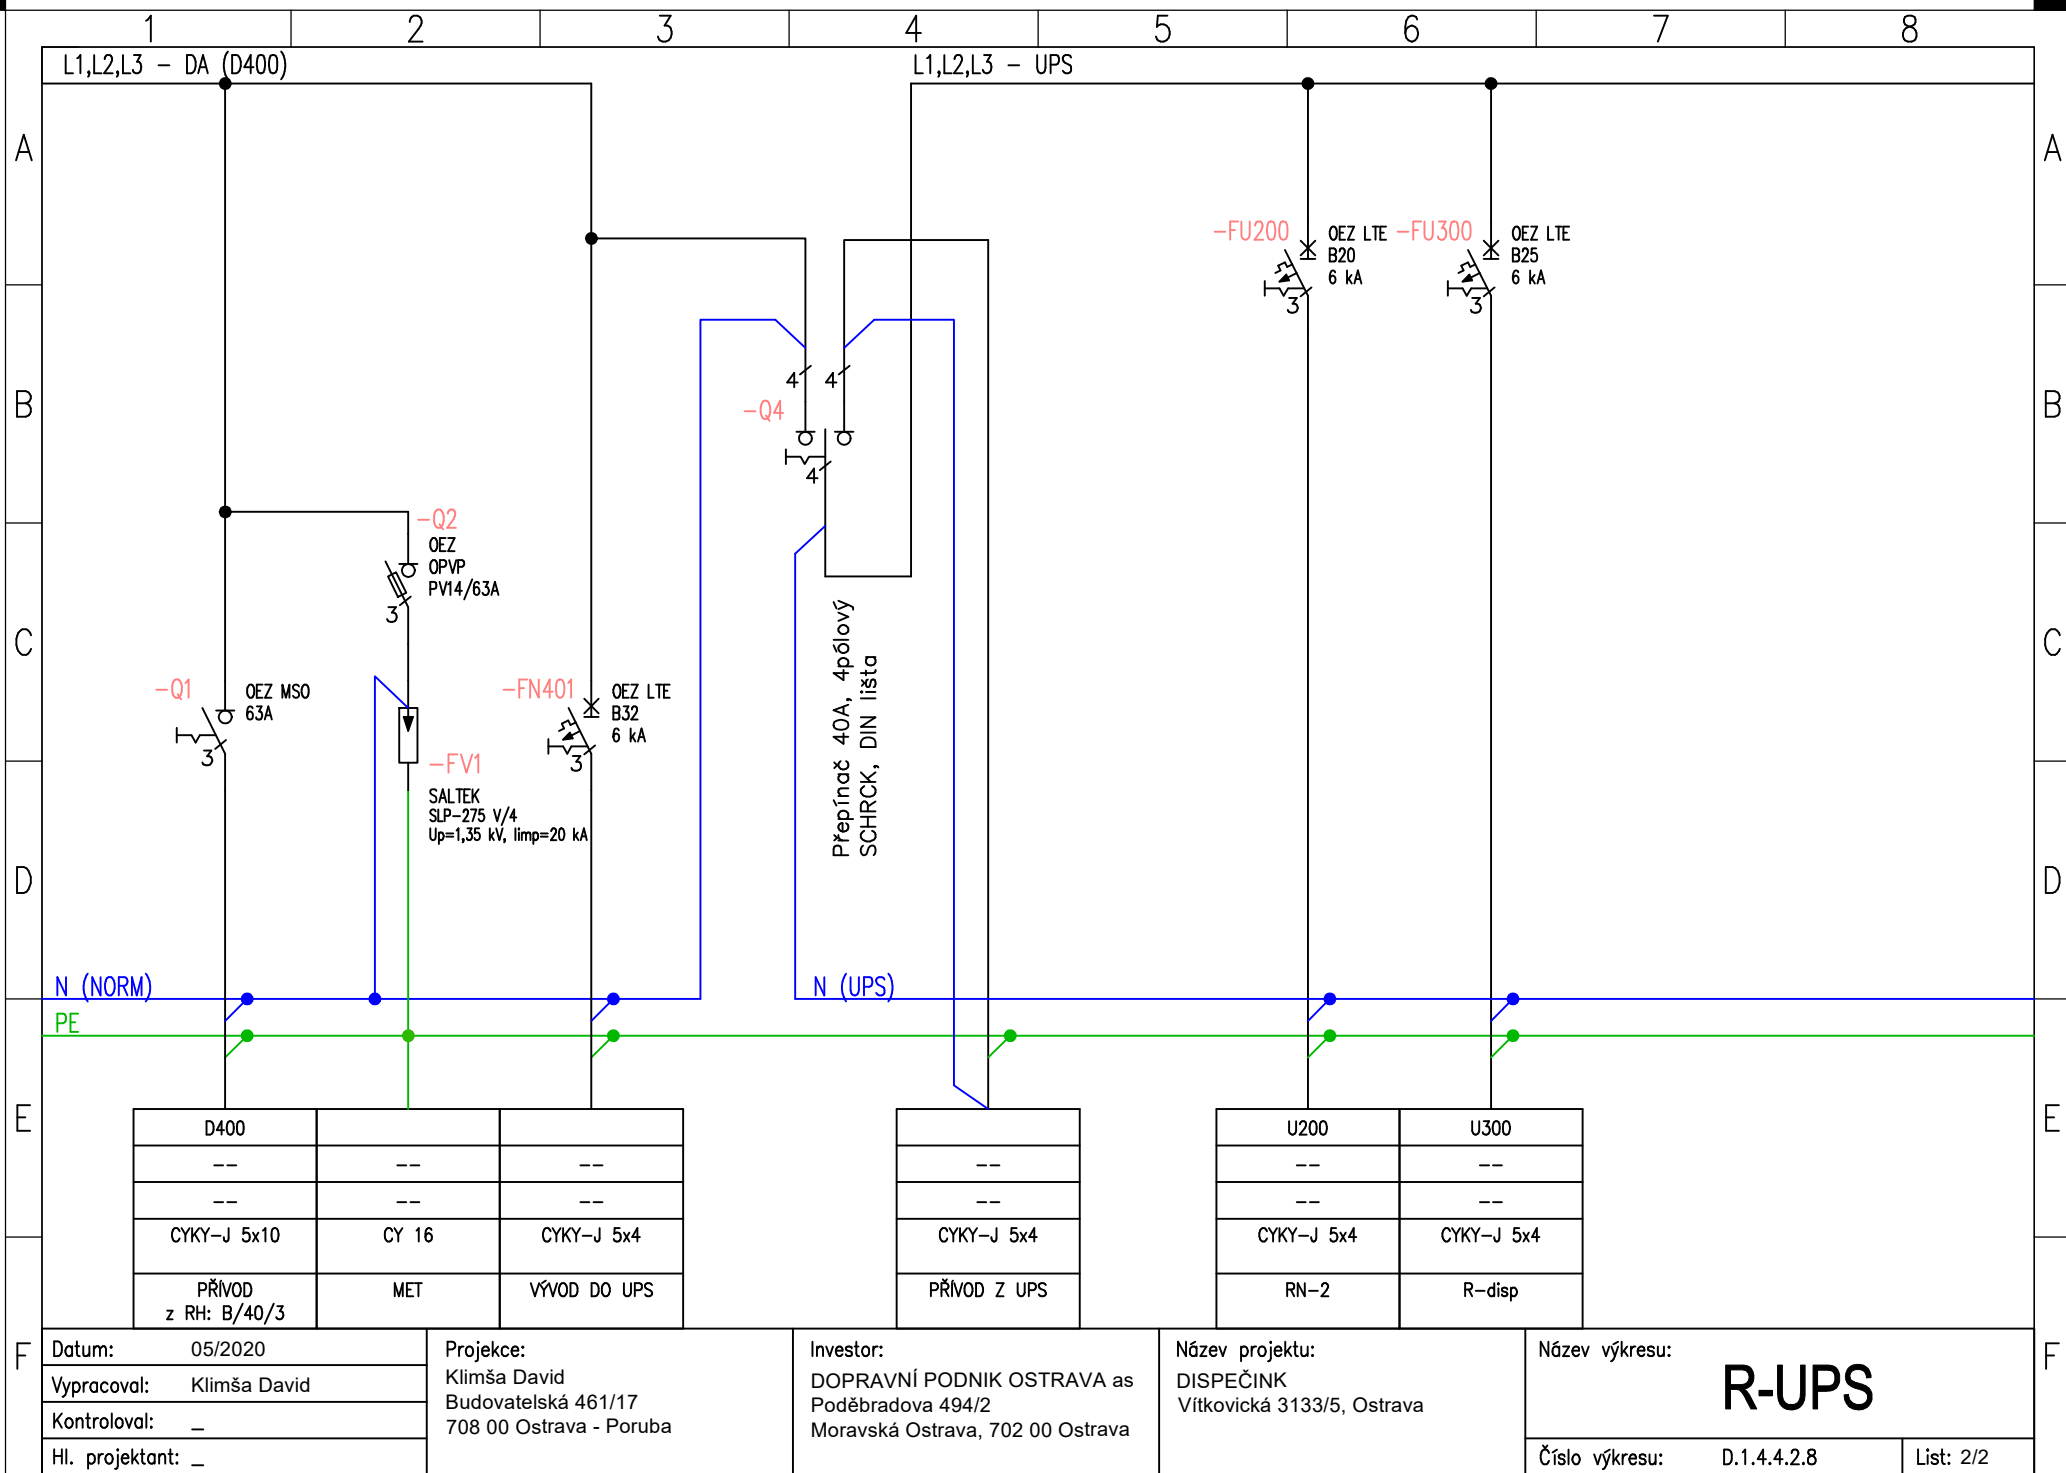 1 2 3 4 5 6 7 8
L1,L2,L3 - DA (D400)
L1,L2,L3 - UPS
A A
-FU200
OEZ LTE
B20
6 kA
3
-FU300
OEZ LTE
B25
6 kA
3
B B
4 4
-Q4
4
-Q2
OEZ
OPVP
PV14/63A
3
C C
-Q1
OEZ MSO
63A
3
-FN401
OEZ LTE
B32
6 kA
3
Přepínač 40A, 4pólový
SCHRCK, DIN lišta
-FV1
SALTEK
SLP-275 V/4
Up=1,35 kV, Iimp=20 kA
D D
N (NORM)
N (UPS)
PE
E E
D400 U200 U300
-- -- -- -- -- --
-- -- -- -- -- --
CYKY-J 5x10 CY 16 CYKY-J 5x4 CYKY-J 5x4 CYKY-J 5x4 CYKY-J 5x4
PŘÍVOD MET VÝVOD DO UPS PŘÍVOD Z UPS RN-2 R-disp
z RH: B/40/3
F F
Datum: 05/2020
Vypracoval: Klimša David
Kontroloval: _
Hl. projektant: _
Projekce:
Klimša David
Budovatelská 461/17
708 00 Ostrava - Poruba
Investor:
DOPRAVNÍ PODNIK OSTRAVA as
Poděbradova 494/2
Moravská Ostrava, 702 00 Ostrava
Název projektu:
DISPEČINK
Vítkovická 3133/5, Ostrava
Název výkresu:
R-UPS
Číslo výkresu: D.1.4.4.2.8
List: 2/2